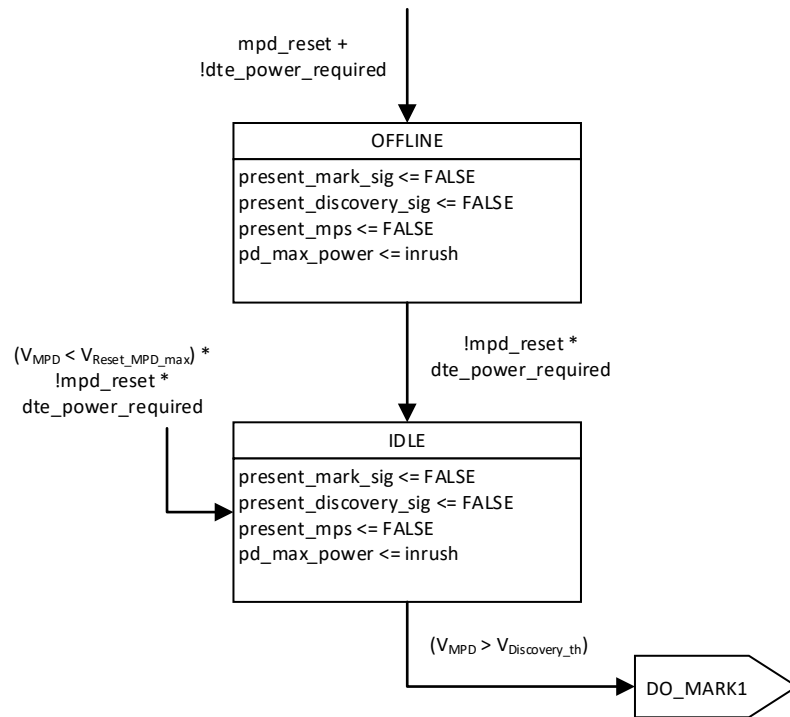 mpd_reset +
!dte_power_required
OFFLINE
present_mark_sig <= FALSE
present_discovery_sig <= FALSE
present_mps <= FALSE
pd_max_power <= inrush
(VMPD < VReset_MPD_max) *
!mpd_reset *
dte_power_required
!mpd_reset *
dte_power_required
IDLE
present_mark_sig <= FALSE
present_discovery_sig <= FALSE
present_mps <= FALSE
pd_max_power <= inrush
(VMPD > VDiscovery_th)
DO_MARK1